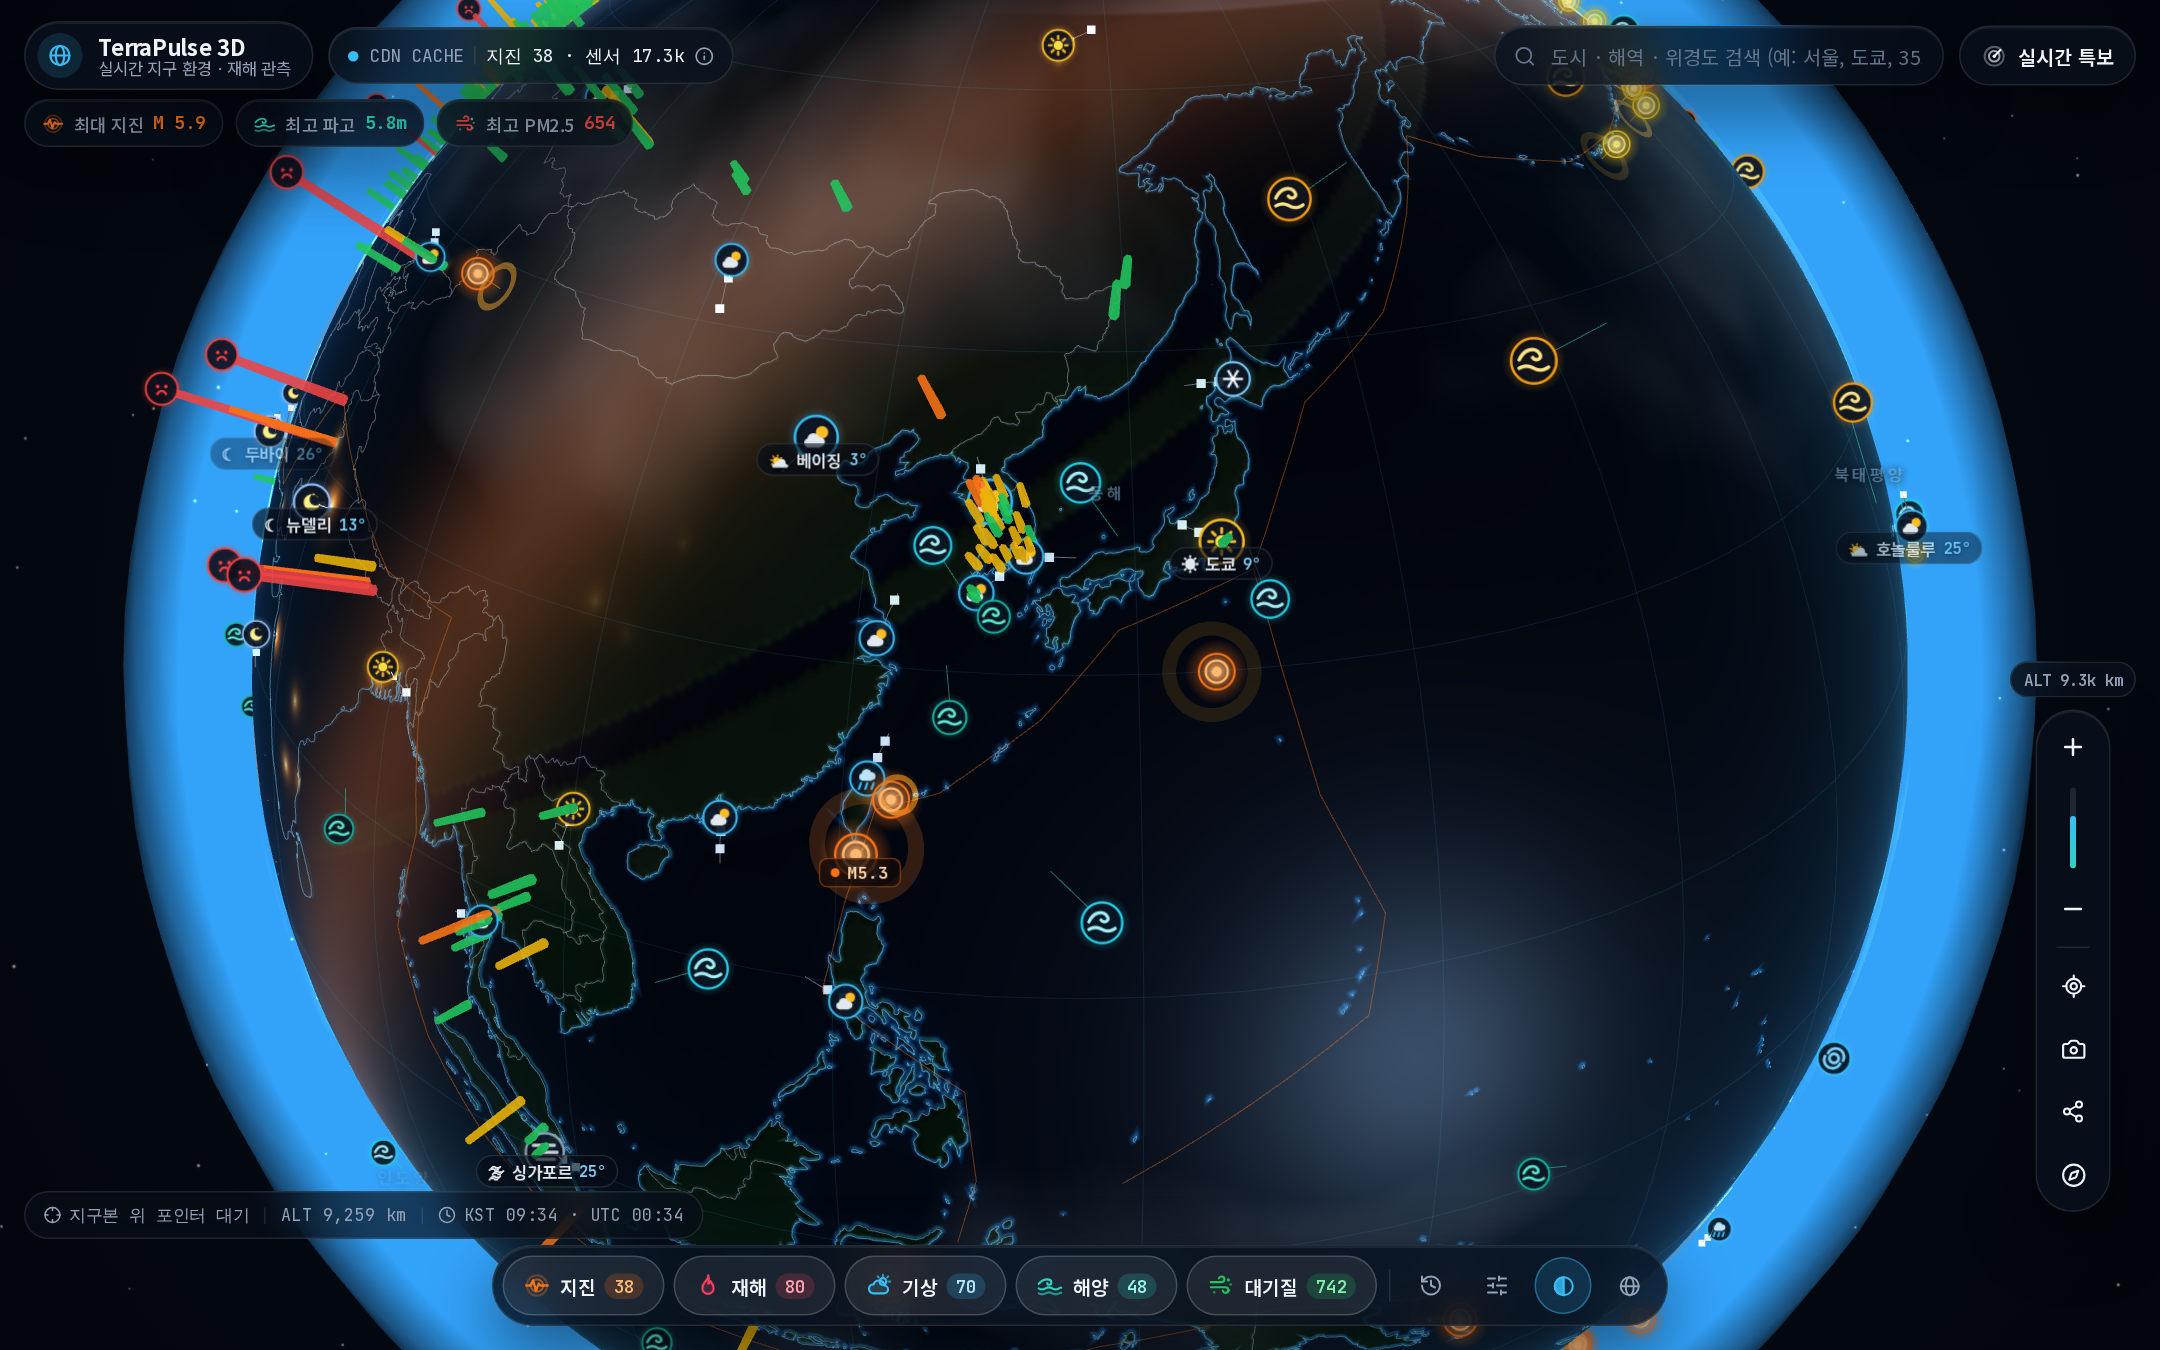 TerraPulse 3D
실시간 지구 환경 · 재해 관측
CDN CACHE
지진 38 · 센서 17.3k
도시 · 해역 · 위경도 검색 (예: 서울, 도쿄, 35
실시간 특보
최대 지진 M 5.9
최고 파고 5.8m
최고 PM2.5 654
두바이 26°
뉴델리 13°
베이징 3°
동해
도쿄 9°
북태평양
호놀룰루 25°
M5.3
싱가포르 25°
ALT 9.3k km
지구본 위 포인터 대기
ALT 9,259 km
KST 09:34 · UTC 00:34
지진 38
재해 80
기상 70
해양 48
대기질 742